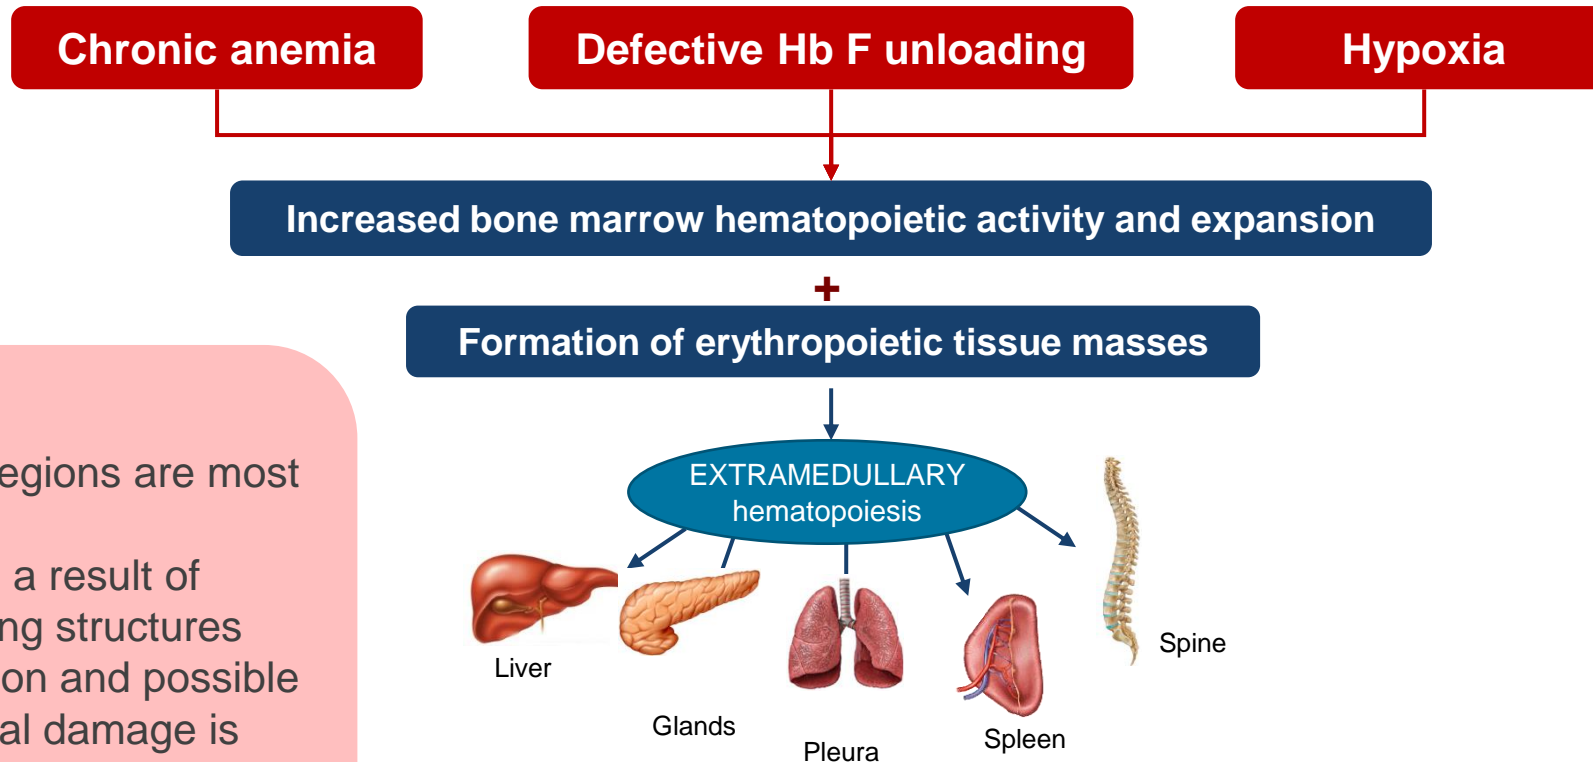 Chronic anemia
Defective Hb F unloading
Hypoxia
Increased bone marrow hematopoietic activity and expansion
+
Formation of erythropoietic tissue masses
egions are most
a result of
ng structures
on and possible
al damage is
EXTRAMEDULLARY
hematopoiesis
Liver
Glands
Pleura
Spleen
Spine